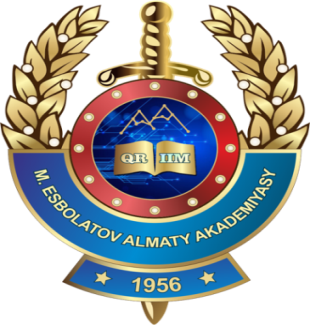 QR IIM
M. ESBOLATOV ALMATY AKADEMIYASY
1956